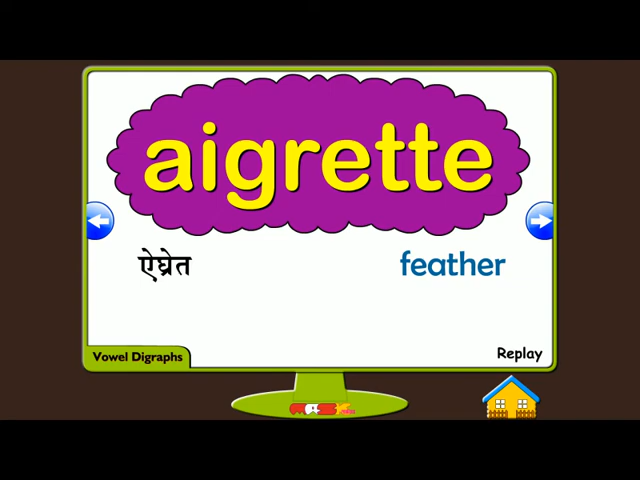 aigrette
ऐग्रेत feather
Vowel Digraphs
Replay